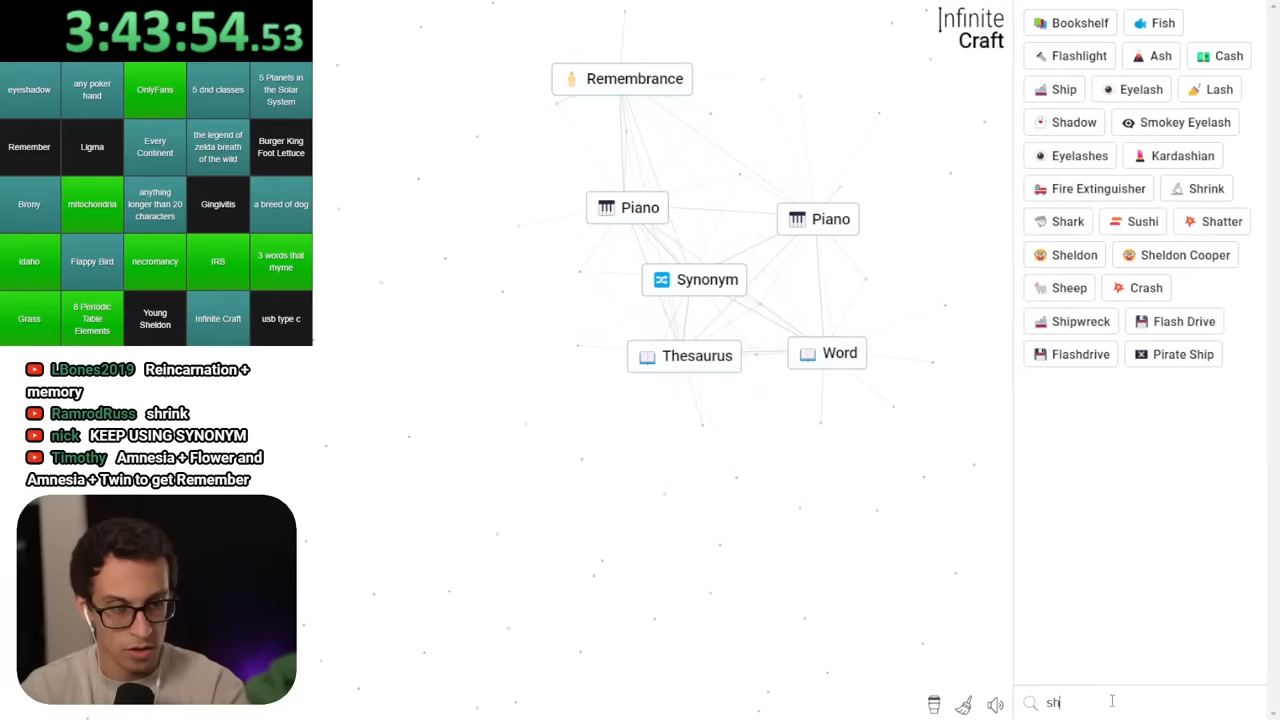 3:43:54.53
eyeshadow
any poker
hand
OnlyFans
5 dnd classes
5 Planets in
the Solar
System
Remember
Ligma
Every
Continent
the legend of
zelda breath
of the wild
Burger King
Foot Lettuce
Brony
mitochondria
anything
longer than 20
characters
Gingivitis
a breed of dog
idaho
Flappy Bird
necromancy
IRS
3 words that
rhyme
Grass
8 Periodic
Table
Elements
Young
Sheldon
Infinite Craft
usb type c
LBones2019 Reincarnation +
memory
RamrodRuss shrink
nick KEEP USING SYNONYM
Timothy Amnesia + Flower and
Amnesia + Twin to get Remember
Remembrance
Piano
Piano
Synonym
Thesaurus
Word
Infinite
Craft
Bookshelf
Fish
Flashlight
Ash
Cash
Ship
Eyelash
Lash
Shadow
Smokey Eyelash
Eyelashes
Kardashian
Fire Extinguisher
Shrink
Shark
Sushi
Shatter
Sheldon
Sheldon Cooper
Sheep
Crash
Shipwreck
Flash Drive
Flashdrive
Pirate Ship
sh